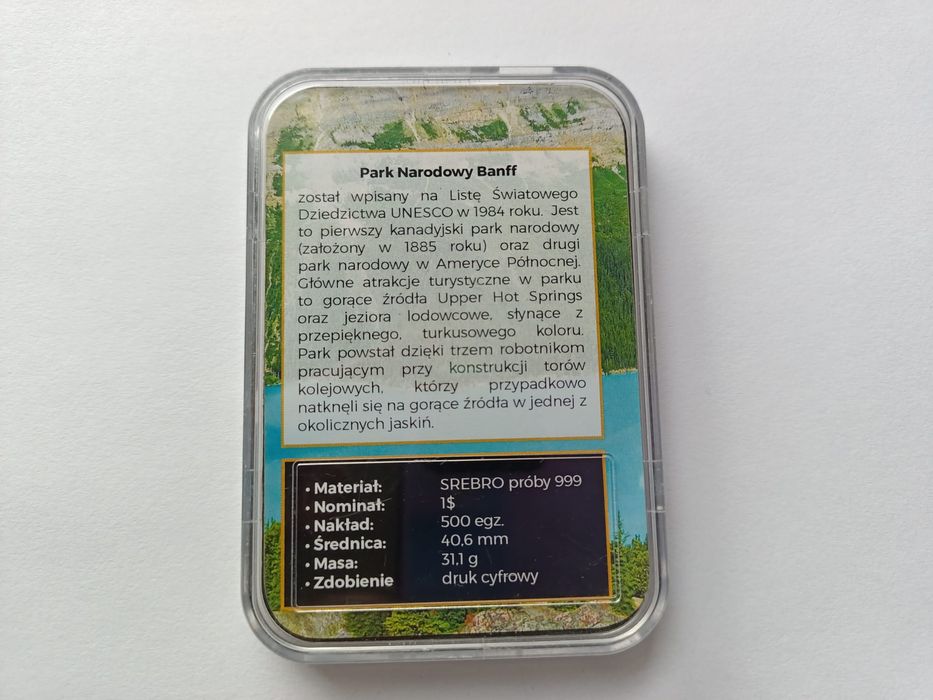 Park Narodowy Banff
został wpisany na Listę Światowego
Dziedzictwa UNESCO w 1984 roku. Jest
to pierwszy kanadyjski park narodowy
(założony w 1885 roku) oraz drugi
park narodowy w Ameryce Północnej.
Główne atrakcje turystyczne w parku
to gorące źródła Upper Hot Springs
oraz jeziora lodowcowe, słynące z
przepięknego, turkusowego koloru.
Park powstał dzięki trzem robotnikom
pracującym przy konstrukcji torów
kolejowych, którzy przypadkowo
natknęli się na gorące źródła w jednej z
okolicznych jaskiń.
• Materiał: SREBRO próby 999
• Nominał: 1$
• Nakład: 500 egz.
• Średnica: 40,6 mm
• Masa: 31,1 g
• Zdobienie druk cyfrowy